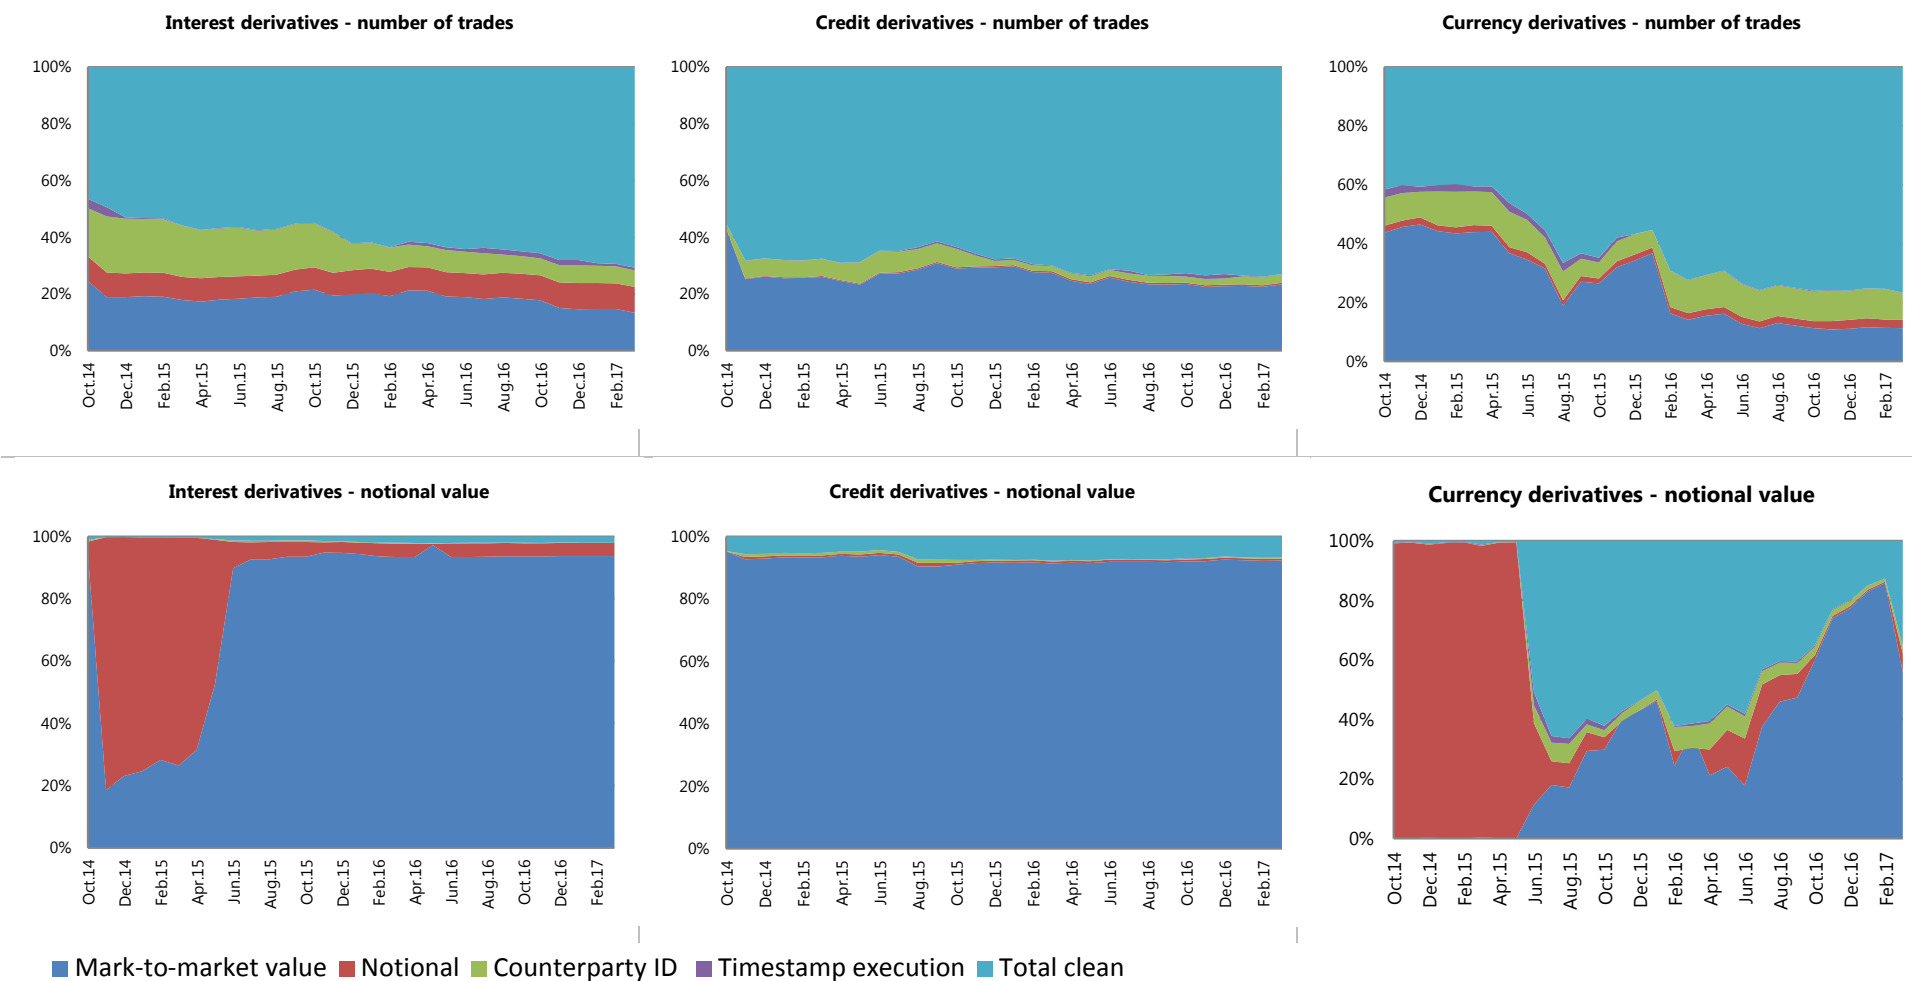 Interest derivatives - number of trades
100%
80%
60%
40%
20%
0%
Oct.14 Dec.14 Feb.15 Apr.15 Jun.15 Aug.15 Oct.15 Dec.15 Feb.16 Apr.16 Jun.16 Aug.16 Oct.16 Dec.16 Feb.17
Credit derivatives - number of trades
100%
80%
60%
40%
20%
0%
Oct.14 Dec.14 Feb.15 Apr.15 Jun.15 Aug.15 Oct.15 Dec.15 Feb.16 Apr.16 Jun.16 Aug.16 Oct.16 Dec.16 Feb.17
Currency derivatives - number of trades
100%
80%
60%
40%
20%
0%
Oct.14 Dec.14 Feb.15 Apr.15 Jun.15 Aug.15 Oct.15 Dec.15 Feb.16 Apr.16 Jun.16 Aug.16 Oct.16 Dec.16 Feb.17
Interest derivatives - notional value
100%
80%
60%
40%
20%
0%
Oct.14 Dec.14 Feb.15 Apr.15 Jun.15 Aug.15 Oct.15 Dec.15 Feb.16 Apr.16 Jun.16 Aug.16 Oct.16 Dec.16 Feb.17
Credit derivatives - notional value
100%
80%
60%
40%
20%
0%
Oct.14 Dec.14 Feb.15 Apr.15 Jun.15 Aug.15 Oct.15 Dec.15 Feb.16 Apr.16 Jun.16 Aug.16 Oct.16 Dec.16 Feb.17
Currency derivatives - notional value
100%
80%
60%
40%
20%
0%
Oct.14 Dec.14 Feb.15 Apr.15 Jun.15 Aug.15 Oct.15 Dec.15 Feb.16 Apr.16 Jun.16 Aug.16 Oct.16 Dec.16 Feb.17
Mark-to-market value Notional Counterparty ID Timestamp execution Total clean